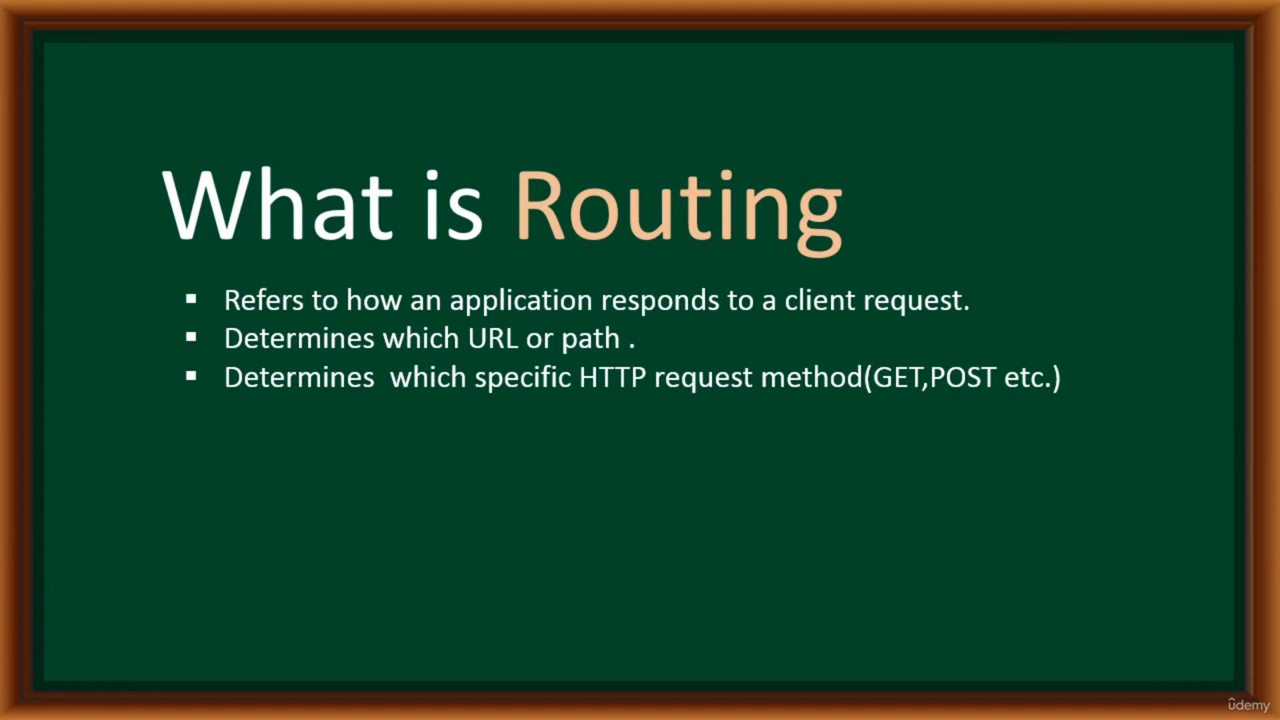 What is Routing
▪ Refers to how an application responds to a client request.
▪ Determines which URL or path .
▪ Determines  which specific HTTP request method(GET,POST etc.)
ûdemy